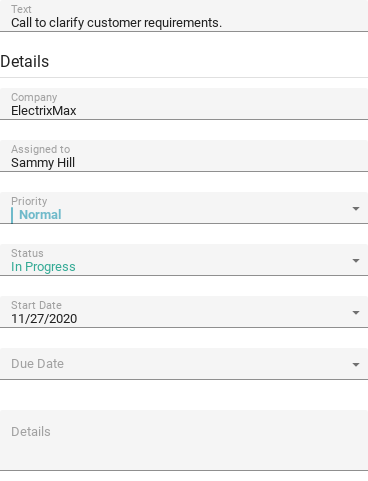 Text
Call to clarify customer requirements.
Details
Company
ElectrixMax
Assigned to
Sammy Hill
Priority
Normal
Status
In Progress
Start Date
11/27/2020
Due Date
Details